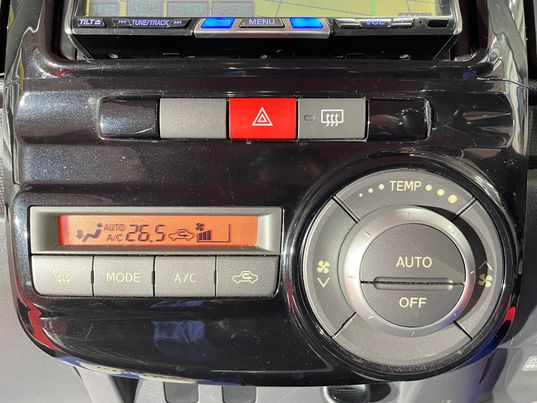 TILT TUNE/TRACK MENU VOL
TEMP
AUTO
A/C 26.5
AUTO
MODE A/C
OFF